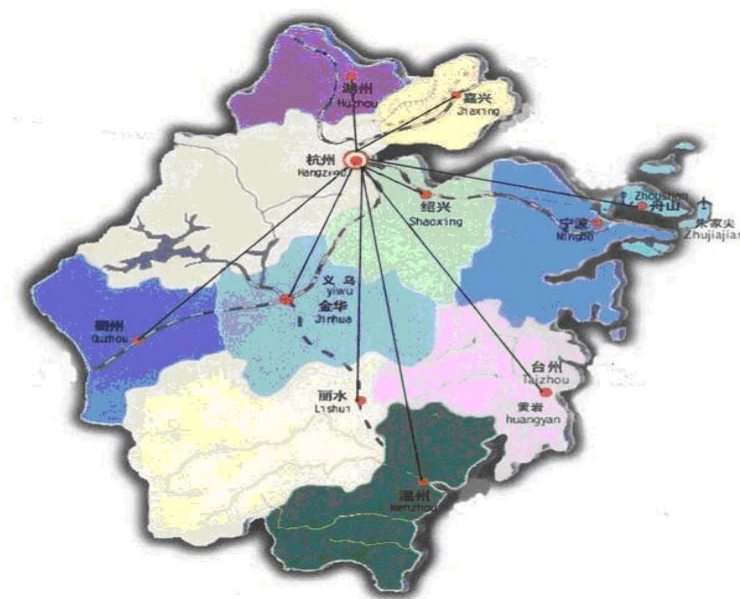 湖州
Huzhou
嘉兴
Jiaxing
杭州
Hangzhou
绍兴
Shaoxing
Zhoushan
舟山
朱家尖
Zhujiajian
宁波
Ningbo
义乌
yiwu
金华
Jinhua
衢州
Quzhou
丽水
Lishui
台州
Taizhou
黄岩
huangyan
温州
Wenzhou